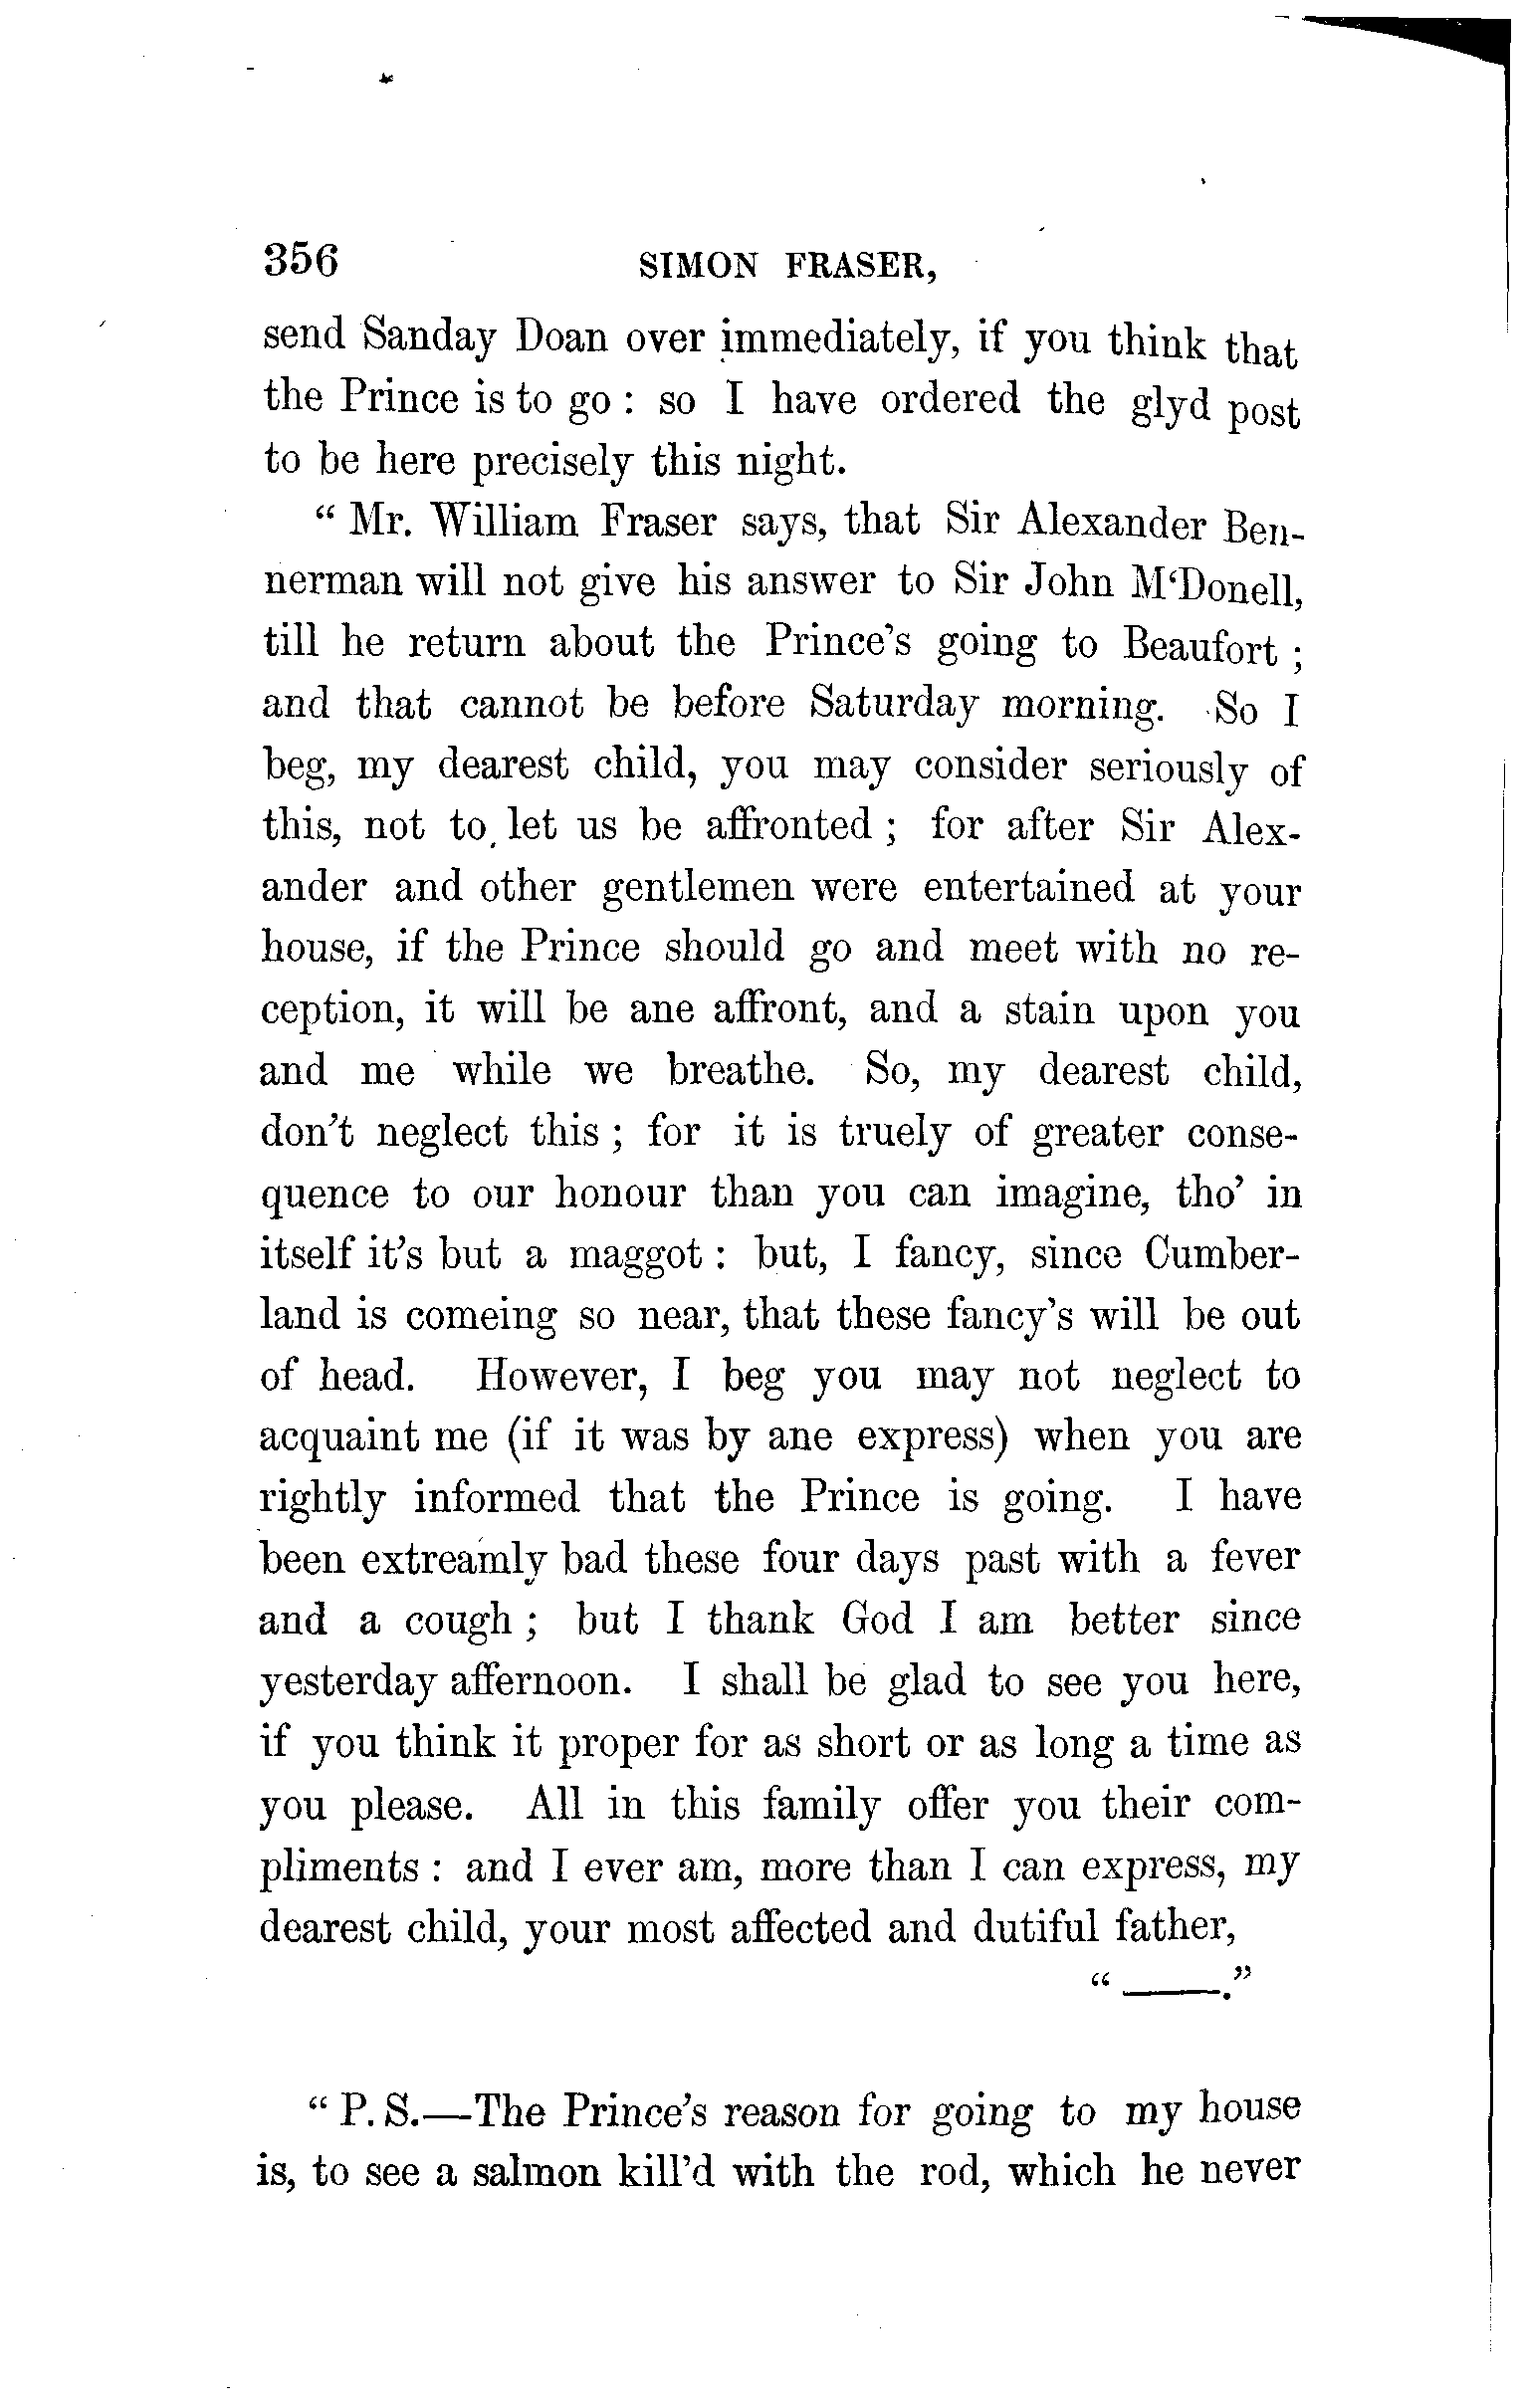 356 SIMON FRASER,
send Sanday Doan over immediately, if you think that
the Prince is to go : so I have ordered the glyd post
to be here precisely this night.
“ Mr. William Fraser says, that Sir Alexander Ben-
nerman will not give his answer to Sir John M‘Donell,
till he return about the Prince’s going to Beaufort ;
and that cannot be before Saturday morning. So I
beg, my dearest child, you may consider seriously of
this, not to let us be affronted ; for after Sir Alex-
ander and other gentlemen were entertained at your
house, if the Prince should go and meet with no re-
ception, it will be ane affront, and a stain upon you
and me while we breathe. So, my dearest child,
don’t neglect this ; for it is truely of greater conse-
quence to our honour than you can imagine, tho’ in
itself it’s but a maggot : but, I fancy, since Cumber-
land is comeing so near, that these fancy’s will be out
of head. However, I beg you may not neglect to
acquaint me (if it was by ane express) when you are
rightly informed that the Prince is going. I have
been extreamly bad these four days past with a fever
and a cough ; but I thank God I am better since
yesterday affernoon. I shall be glad to see you here,
if you think it proper for as short or as long a time as
you please. All in this family offer you their com-
pliments : and I ever am, more than I can express, my
dearest child, your most affected and dutiful father,
“ ——.”
“ P. S.—The Prince’s reason for going to my house
is, to see a salmon kill’d with the rod, which he never